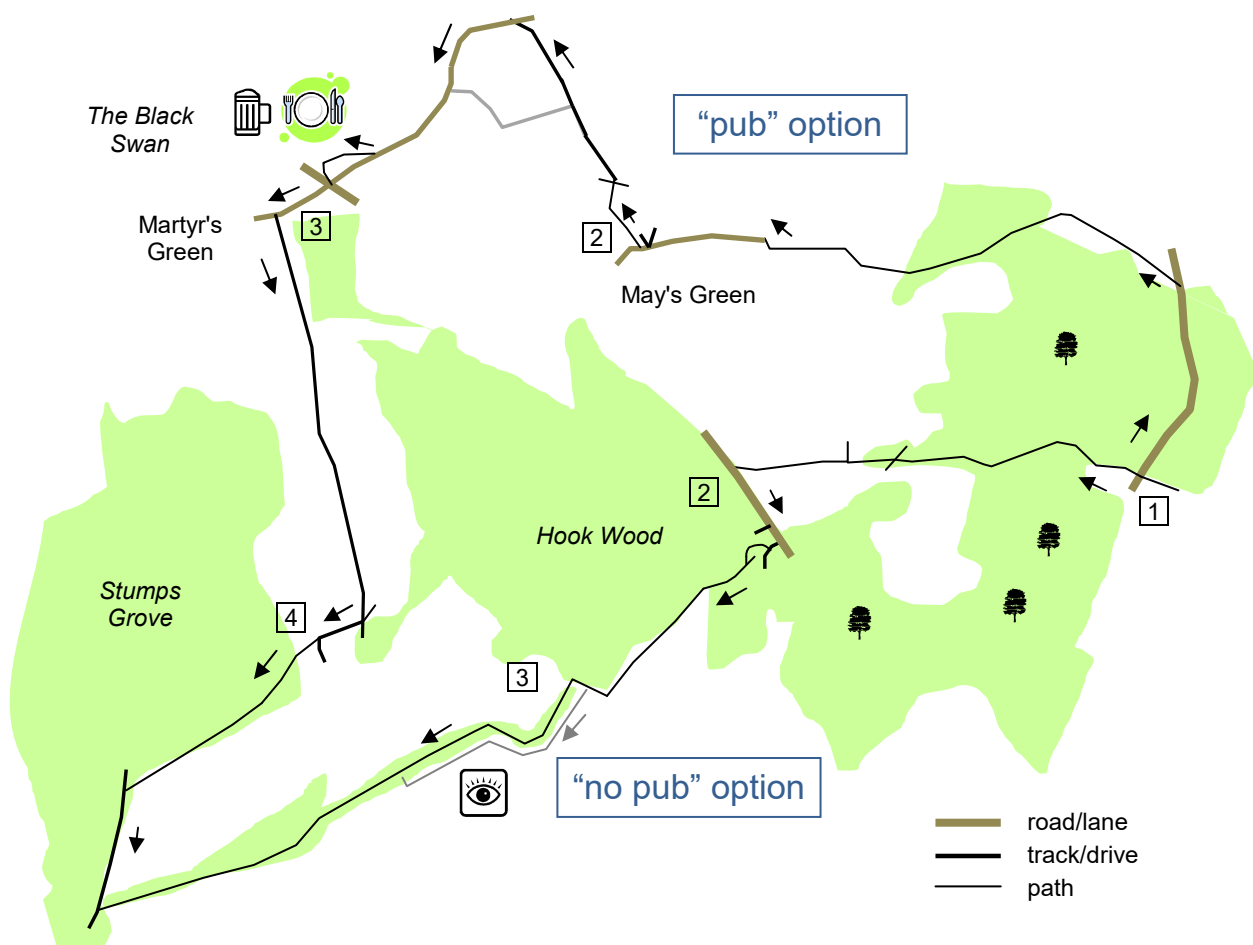 The Black
Swan
“pub” option
Martyr's
Green
3
2
May's Green
2
1
Hook Wood
Stumps
Grove
4
3
“no pub” option
road/lane
track/drive
path